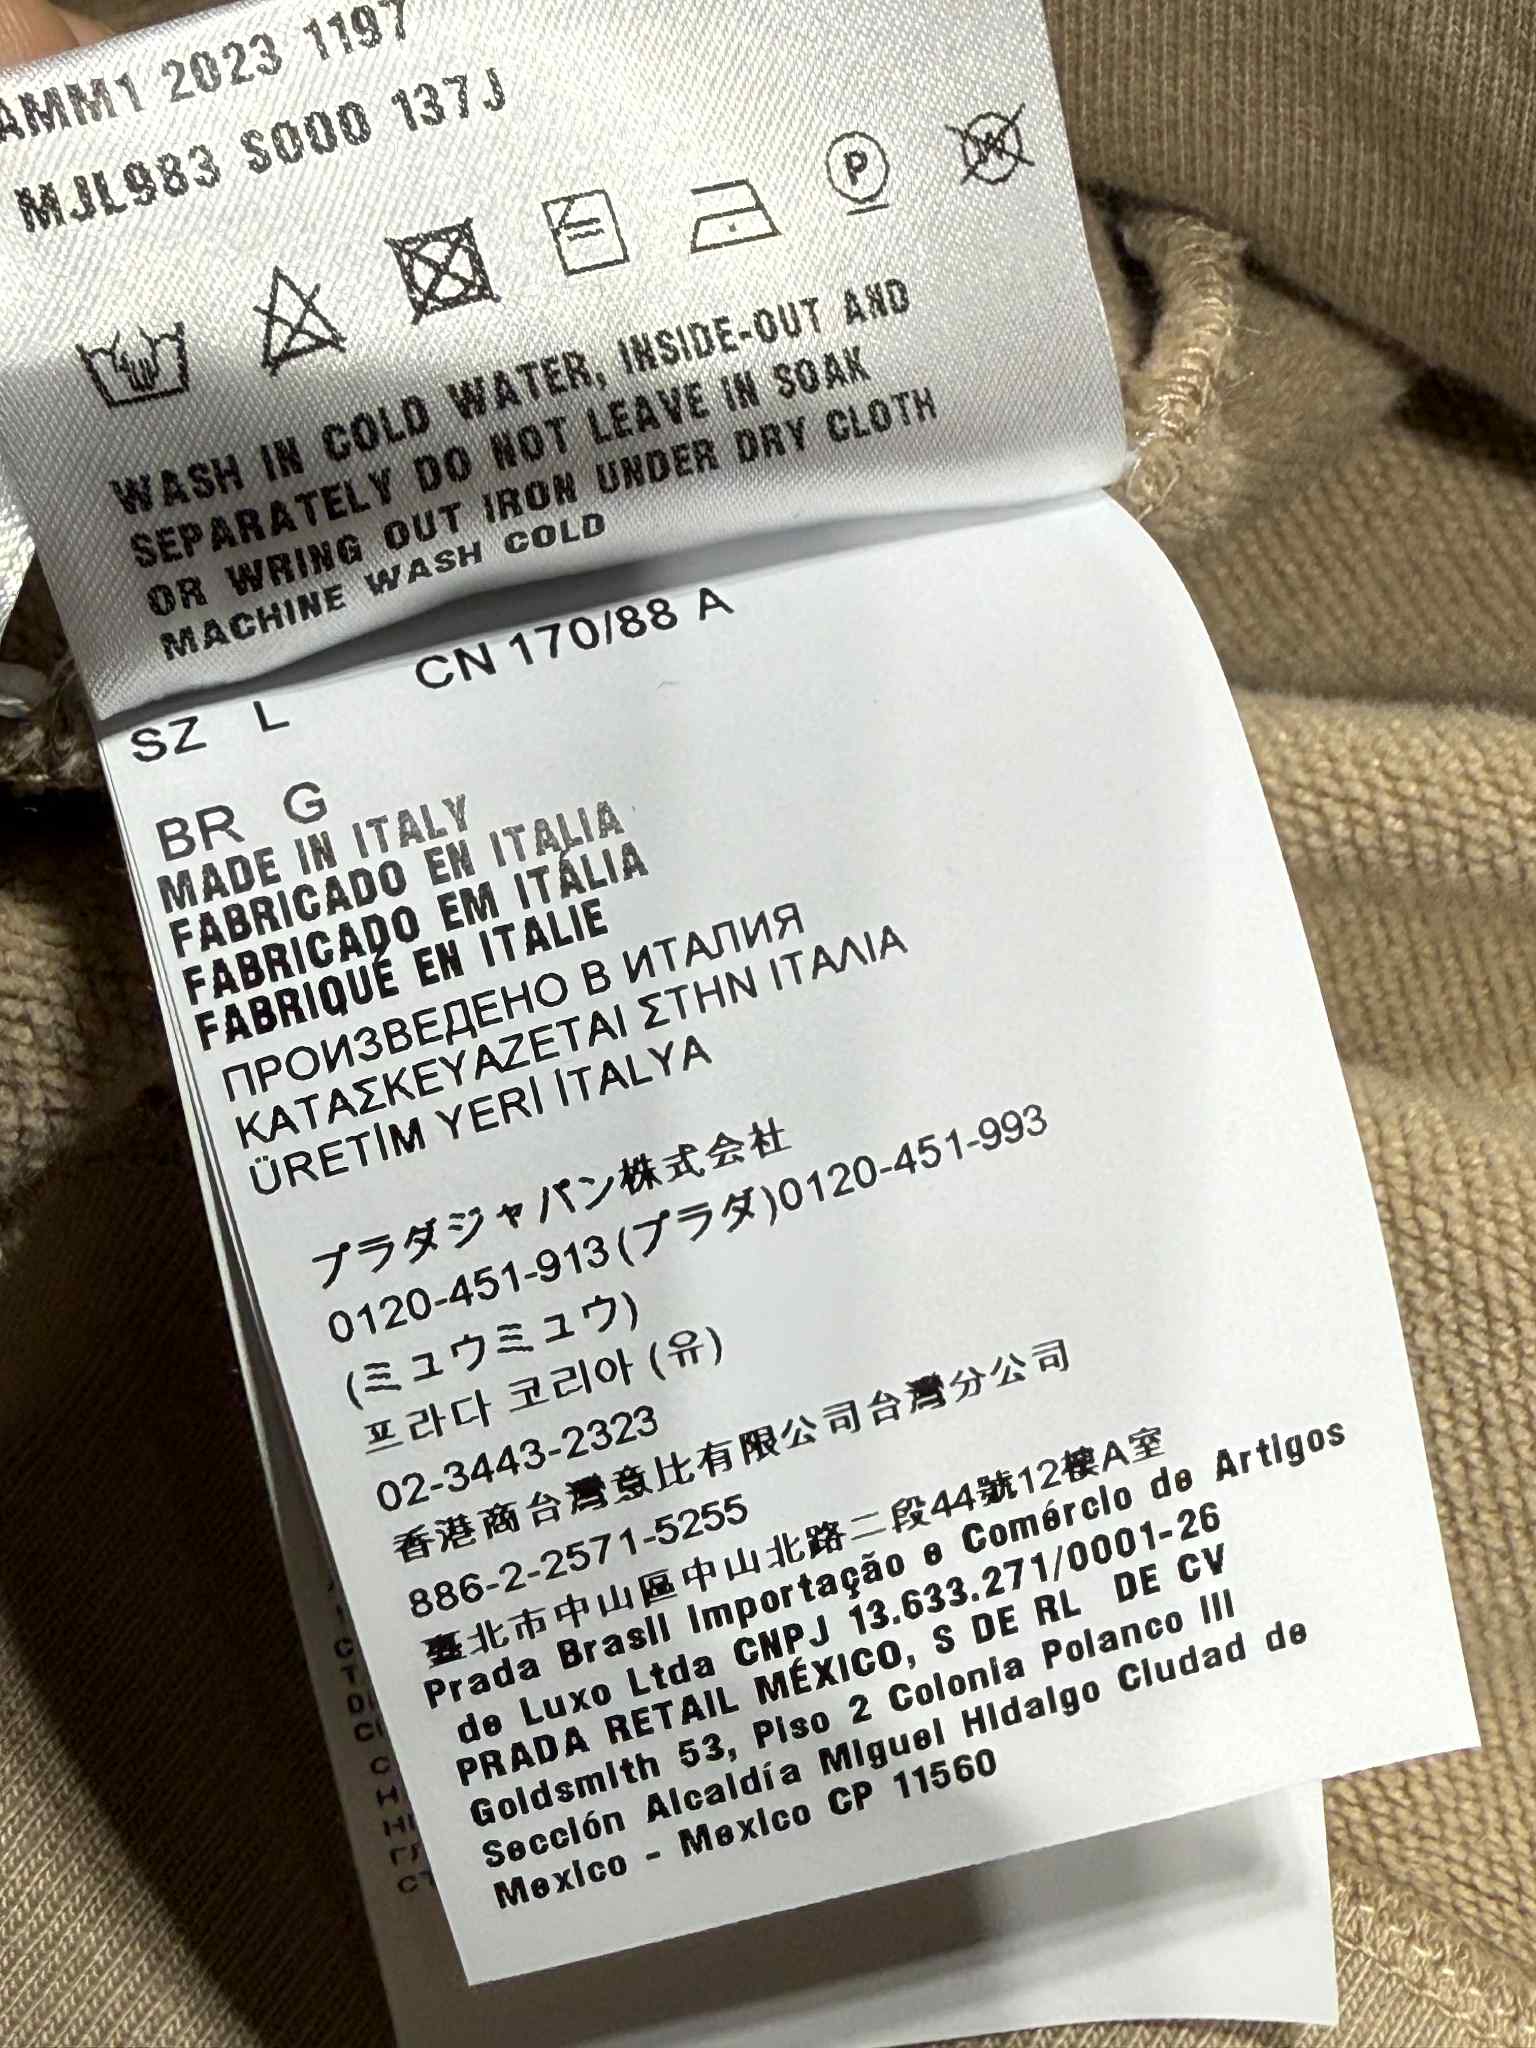 AMM1 2023 1197
MJL983 S000 137J
P
W
WASH IN COLD WATER, INSIDE-OUT AND
SEPARATELY DO NOT LEAVE IN SOAK
OR WRING OUT IRON UNDER DRY CLOTH
MACHINE WASH COLD
SZ L CN 170/88 A
BR G
MADE IN ITALY
FABRICADO EN ITALIA
FABRICADO EM ITÁLIA
FABRIQUÉ EN ITALIE
ПРОИЗВЕДЕНО В ИТАЛИЯ
ΚΑΤΑΣΚΕΥΑΖΕΤΑΙ ΣΤΗΝ ΙΤΑΛΙΑ
ÜRETİM YERİ İTALYA
プラダジャパン株式会社
0120-451-913(プラダ)0120-451-993
(ミュウミュウ)
프라다 코리아 (유)
02-3443-2323
香港商台灣意比有限公司台灣分公司
886-2-2571-5255
臺北市中山區中山北路二段44號12樓A室
Prada Brasil Importação e Comércio de Artigos
de Luxo Ltda CNPJ 13.633.271/0001-26
PRADA RETAIL MÉXICO, S DE RL DE CV
Goldsmith 53, Piso 2 Colonia Polanco III
Sección Alcaldía Miguel Hidalgo Ciudad de
Mexico - Mexico CP 11560